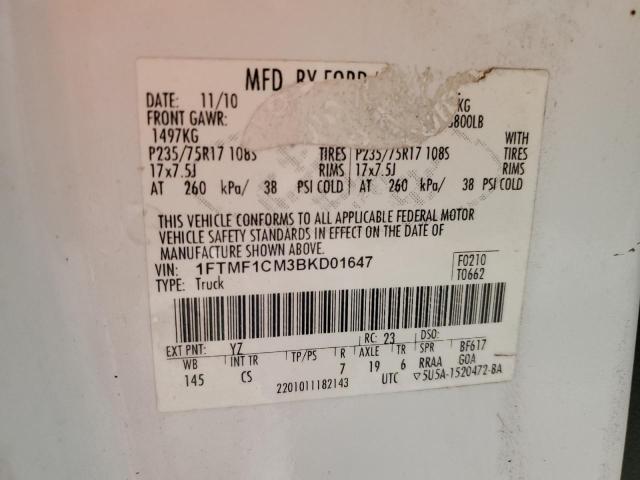 MFD. BY FORD
DATE: 11/10
KG
FRONT GAWR:
1497KG
WITH
P235/75R17 108S TIRES P235/75R17 108S TIRES
17x7.5J RIMS 17x7.5J RIMS
AT 260 kPa/ 38 PSI COLD AT 260 kPa/ 38 PSI COLD
THIS VEHICLE CONFORMS TO ALL APPLICABLE FEDERAL MOTOR
VEHICLE SAFETY STANDARDS IN EFFECT ON THE DATE OF
MANUFACTURE SHOWN ABOVE.
VIN: 1FTMF1CM3BKD01647
F0210
TYPE: Truck
T0662
EXT PNT: YZ RC: 23 DSO:
WB INT TR TP/PS R AXLE TR SPR BF617
145 CS 7 19 6 RRAA GOA
2201011182143 UTC ▽5U5A-1520472-BA